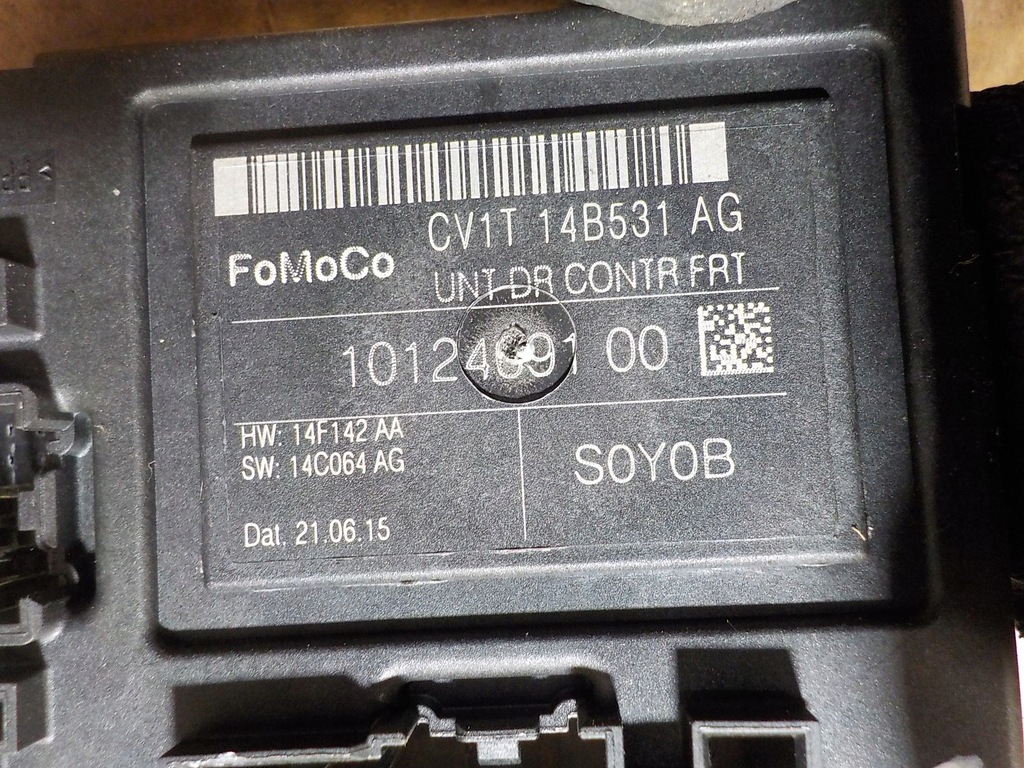 CV1T 14B531 AG
FoMoCo
UNT DR CONTR FRT
00
HW: 14F142 AA
SW: 14C064 AG
S0Y0B
Dat. 21.06.15